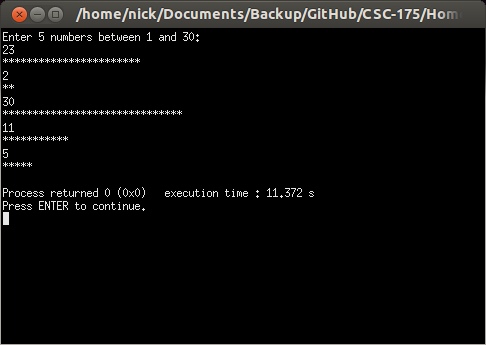 /home/nick/Documents/Backup/GitHub/CSC-175/Hom
Enter 5 numbers between 1 and 30:
23
***********************
2
**
30
******************************
11
***********
5
*****
Process returned 0 (0x0)   execution time : 11.372 s
Press ENTER to continue.